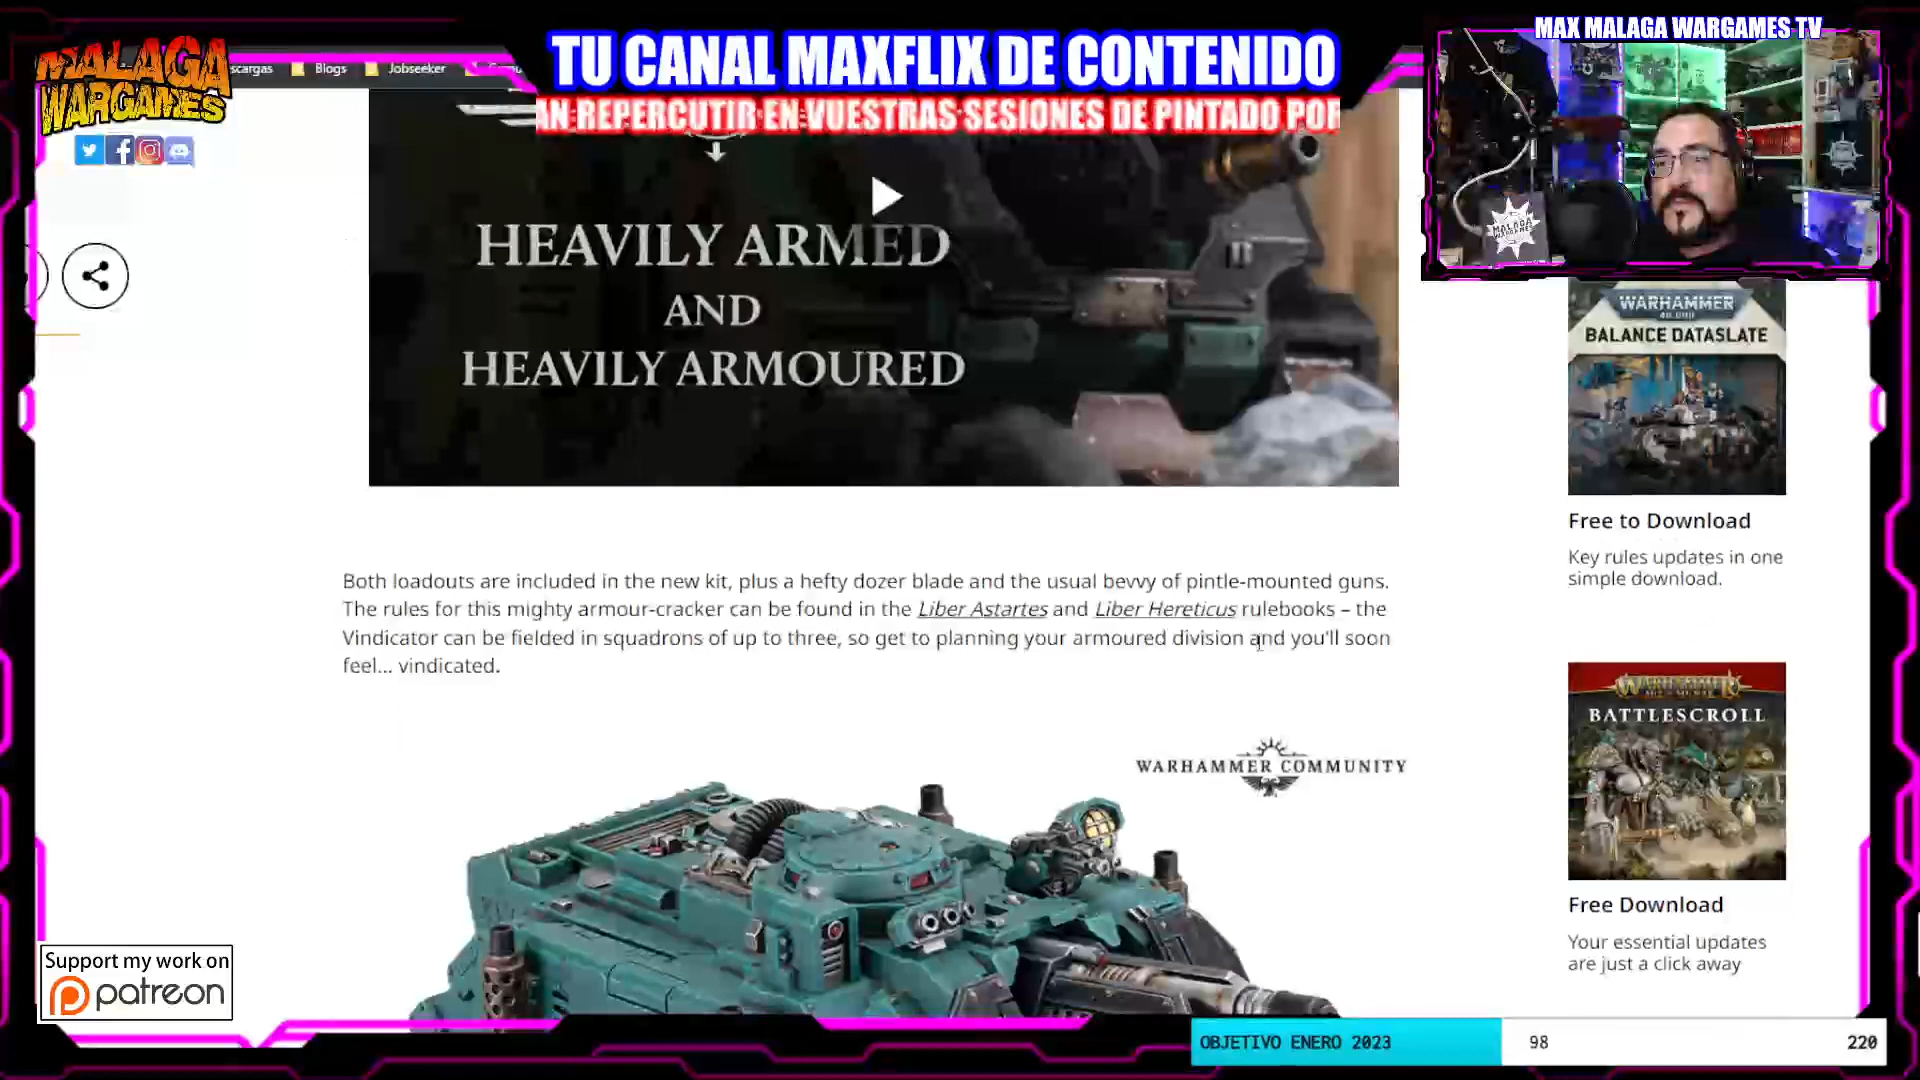 MALAGA
WARGAMES
scargas
Blogs
Jobseeker
TU CANAL MAXFLIX DE CONTENIDO
AN REPERCUTIR EN VUESTRAS SESIONES DE PINTADO POR
MAX MALAGA WARGAMES TV
MALAGA
WARGAMES
HEAVILY ARMED
AND
HEAVILY ARMOURED
WARHAMMER
40,000
BALANCE DATASLATE
Free to Download
Key rules updates in one
simple download.
Both loadouts are included in the new kit, plus a hefty dozer blade and the usual bevvy of pintle-mounted guns.
The rules for this mighty armour-cracker can be found in the Liber Astartes and Liber Hereticus rulebooks – the
Vindicator can be fielded in squadrons of up to three, so get to planning your armoured division and you'll soon
feel... vindicated.
WARHAMMER
BATTLESCROLL
WARHAMMER COMMUNITY
Free Download
Your essential updates
are just a click away
Support my work on
patreon
OBJETIVO ENERO 2023
98
220